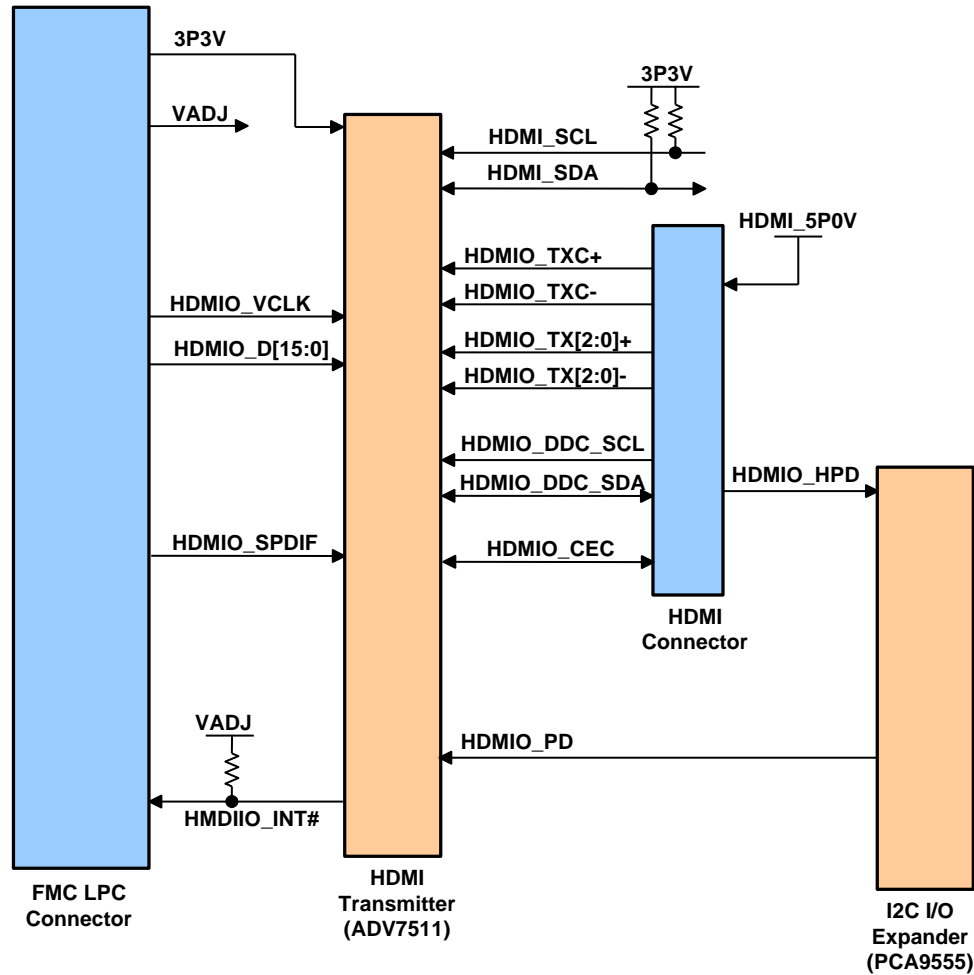 3P3V
3P3V
VADJ
HDMI_SCL
HDMI_SDA
HDMI_5P0V
HDMIO_TXC+
HDMIO_TXC-
HDMIO_VCLK
HDMIO_TX[2:0]+
HDMIO_D[15:0]
HDMIO_TX[2:0]-
HDMIO_DDC_SCL
HDMIO_HPD
HDMIO_DDC_SDA
HDMIO_SPDIF
HDMIO_CEC
HDMI
Connector
VADJ
HDMIO_PD
HMDIIO_INT#
FMC LPC
Connector
HDMI
Transmitter
(ADV7511)
I2C I/O
Expander
(PCA9555)